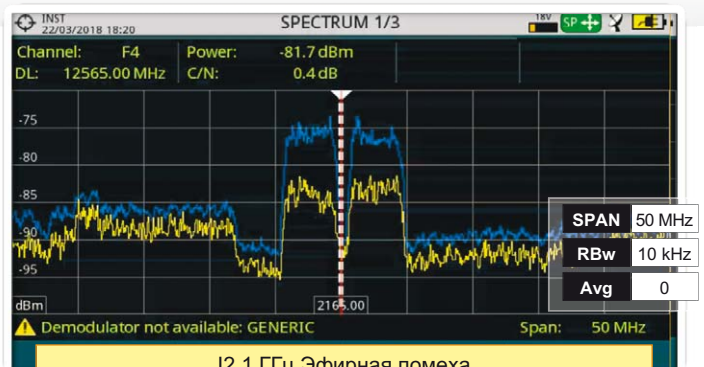 INST
22/03/2018 18:20
SPECTRUM 1/3
18V
SP
Channel: F4 Power: -81.7 dBm
DL: 12565.00 MHz C/N: 0.4 dB
-75
-80
-85
-90
-95
SPAN 50 MHz
RBw 10 kHz
Avg 0
dBm
2165.00
Demodulator not available: GENERIC Span: 50 MHz
Эфирная помеха